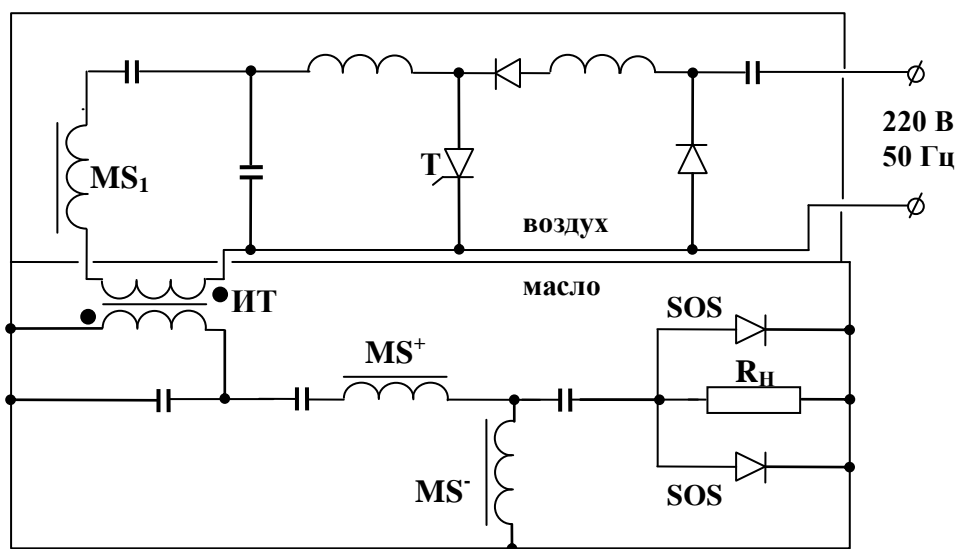 220 В
50 Гц
MS₁
T
воздух
масло
ИТ
SOS
MS⁺
Rн
MS⁻
SOS